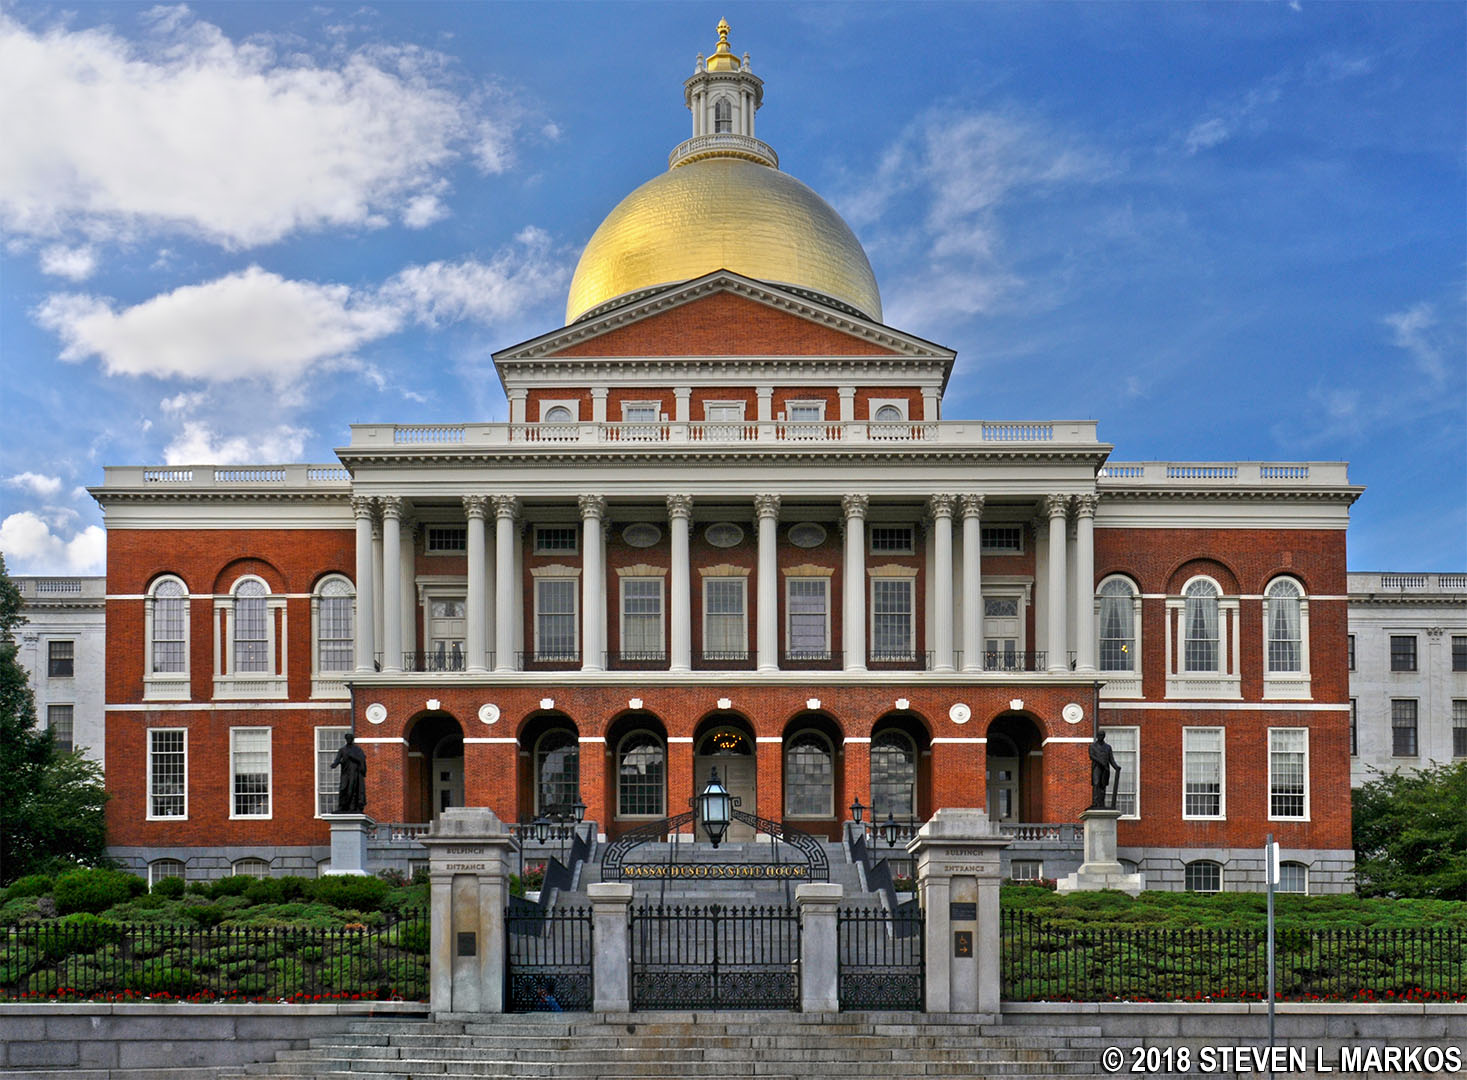 MASSACHUSETTS STATE HOUSE
BULFINCH
ENTRANCE
BULFINCH
ENTRANCE
© 2018 STEVEN L MARKOS